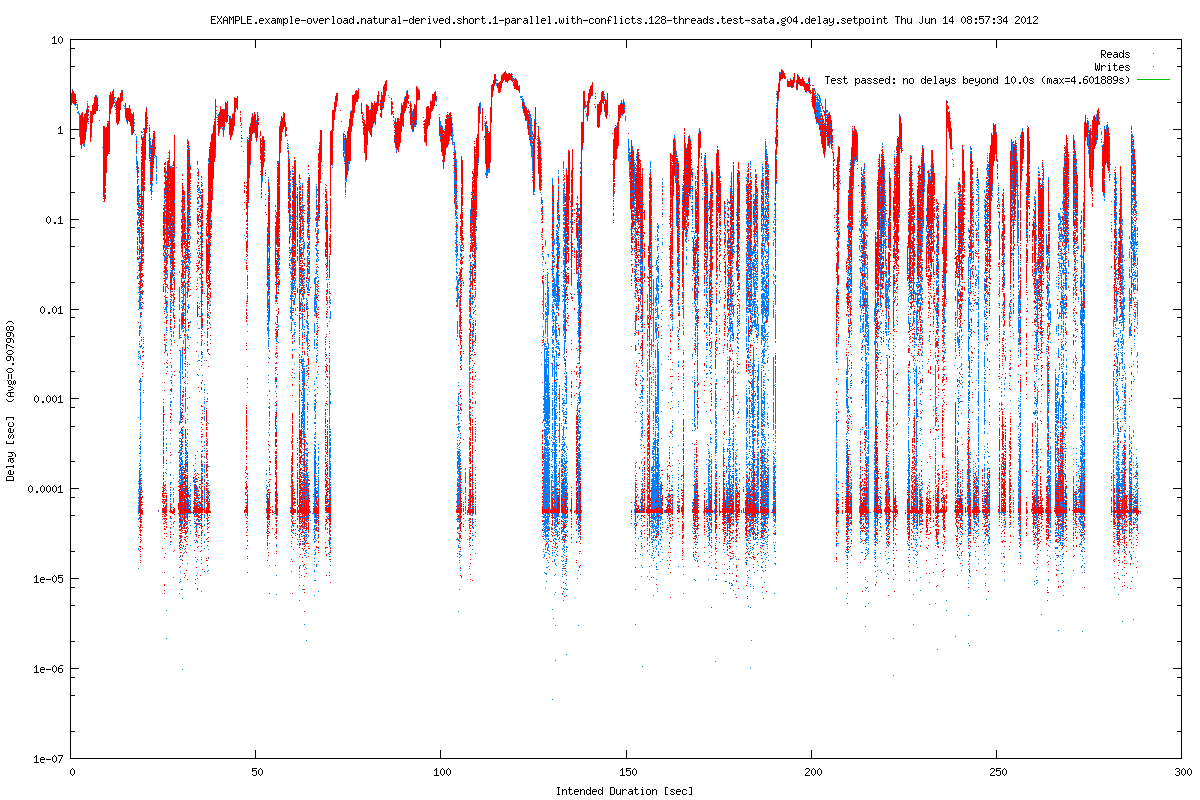 EXAMPLE.example-overload.natural-derived.short.1-parallel.with-conflicts.128-threads.test-sata.g04.delay.setpoint Thu Jun 14 08:57:34 2012
Reads
Writes
Test passed: no delays beyond 10.0s (max=4.601889s)
10
1
0.1
0.01
0.001
0.0001
1e-05
1e-06
1e-07
Delay [sec] (Avg=0.907998)
0 50 100 150 200 250 300
Intended Duration [sec]